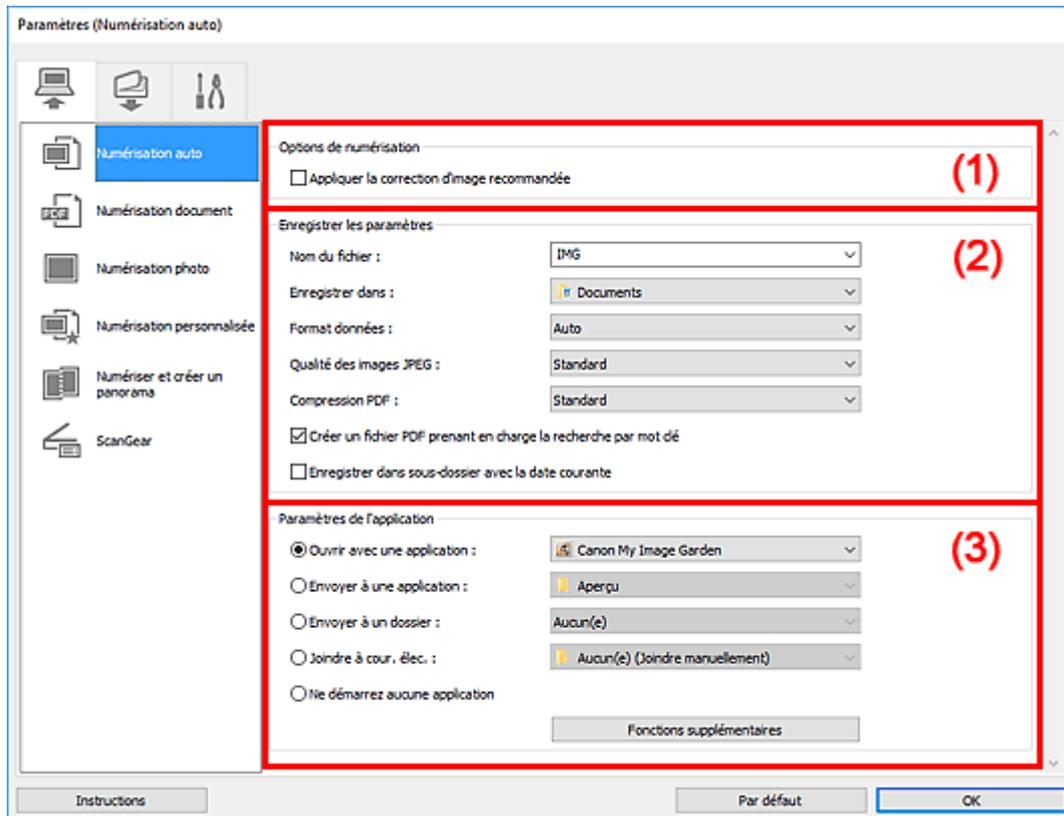 Paramètres (Numérisation auto)
Numérisation auto
Numérisation document
Numérisation photo
Numérisation personnalisée
Numériser et créer un
panorama
ScanGear
PDF
Options de numérisation
Appliquer la correction d'image recommandée
(1)
Enregistrer les paramètres
(2)
Nom du fichier : IMG
Enregistrer dans : Documents
Format données : Auto
Qualité des images JPEG : Standard
Compression PDF : Standard
Créer un fichier PDF prenant en charge la recherche par mot clé
Enregistrer dans sous-dossier avec la date courante
Paramètres de l'application
(3)
Ouvrir avec une application : Canon My Image Garden
Envoyer à une application : Aperçu
Envoyer à un dossier : Aucun(e)
Joindre à cour. élec. : Aucun(e) (Joindre manuellement)
Ne démarrez aucune application
Fonctions supplémentaires
Instructions
Par défaut
OK